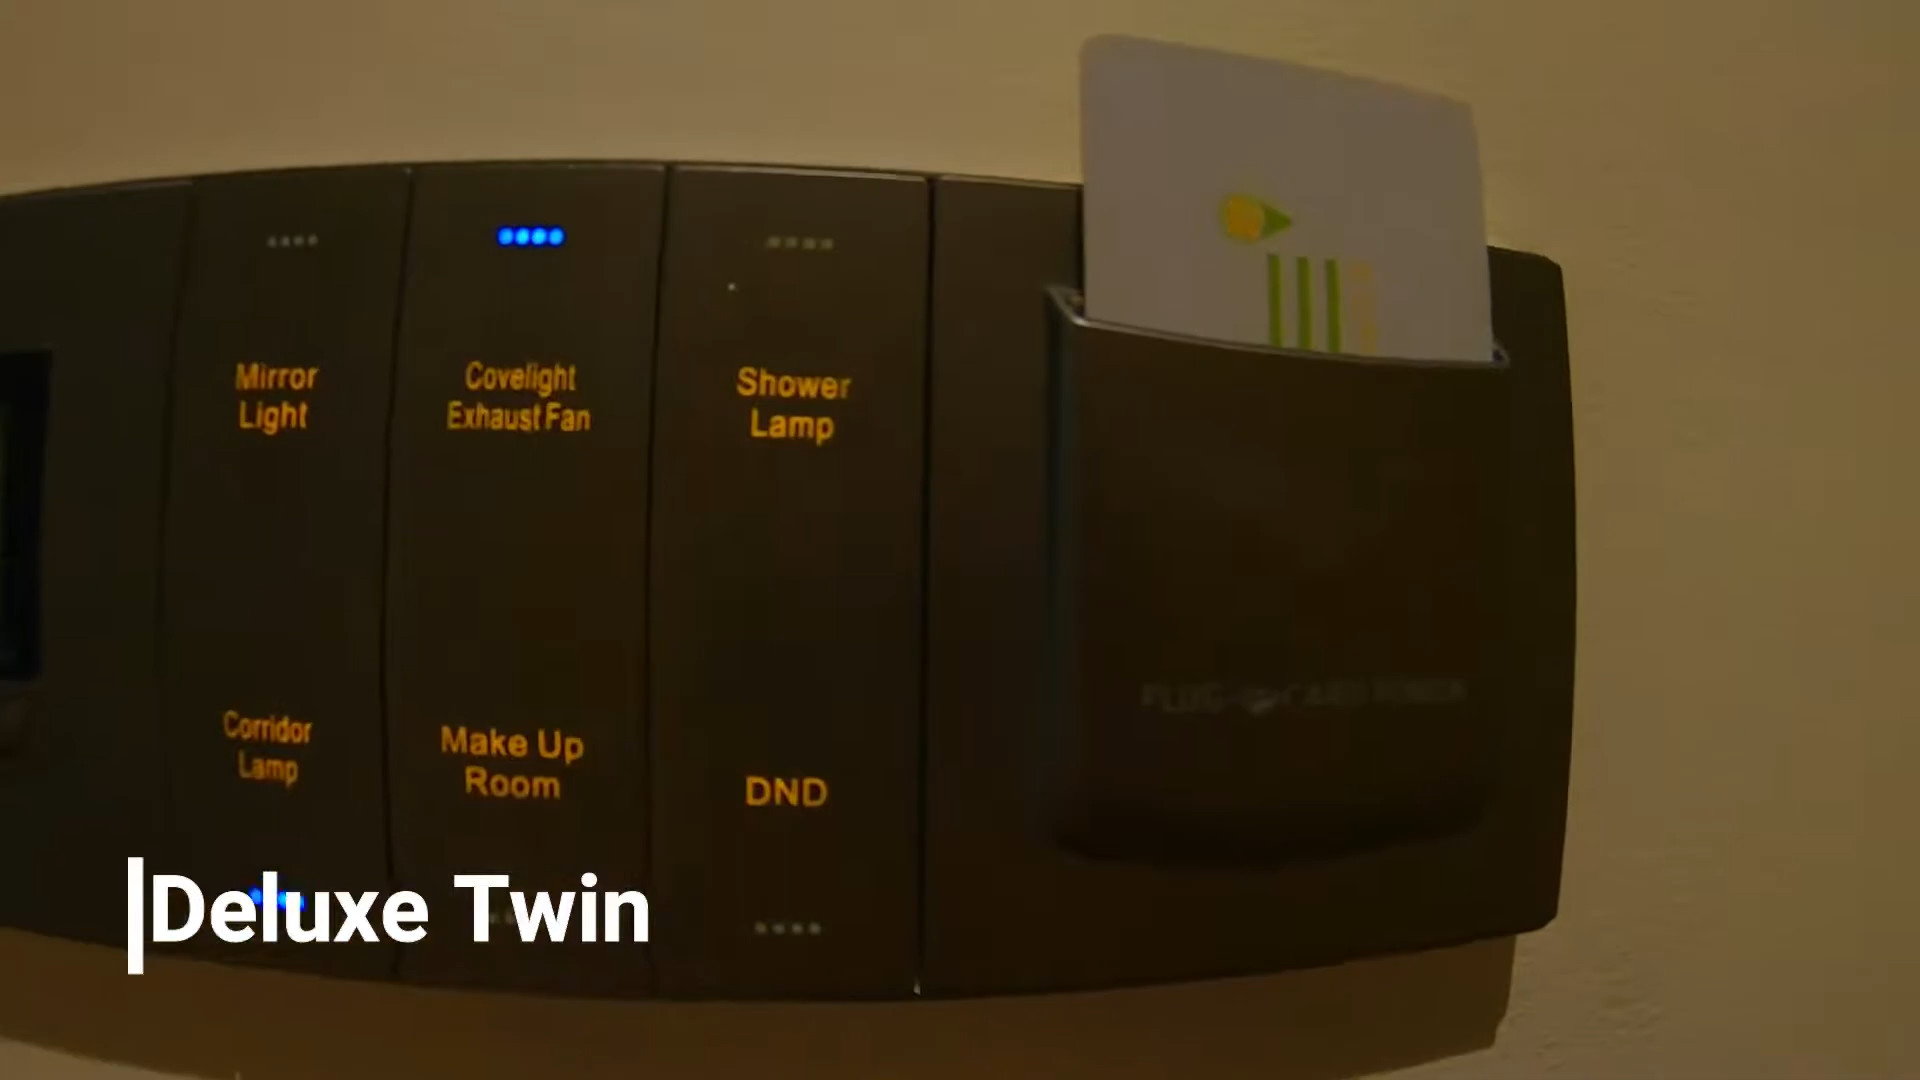 Mirror
Light
Covelight
Exhaust Fan
Shower
Lamp
Corridor
Lamp
Make Up
Room
DND
Deluxe Twin